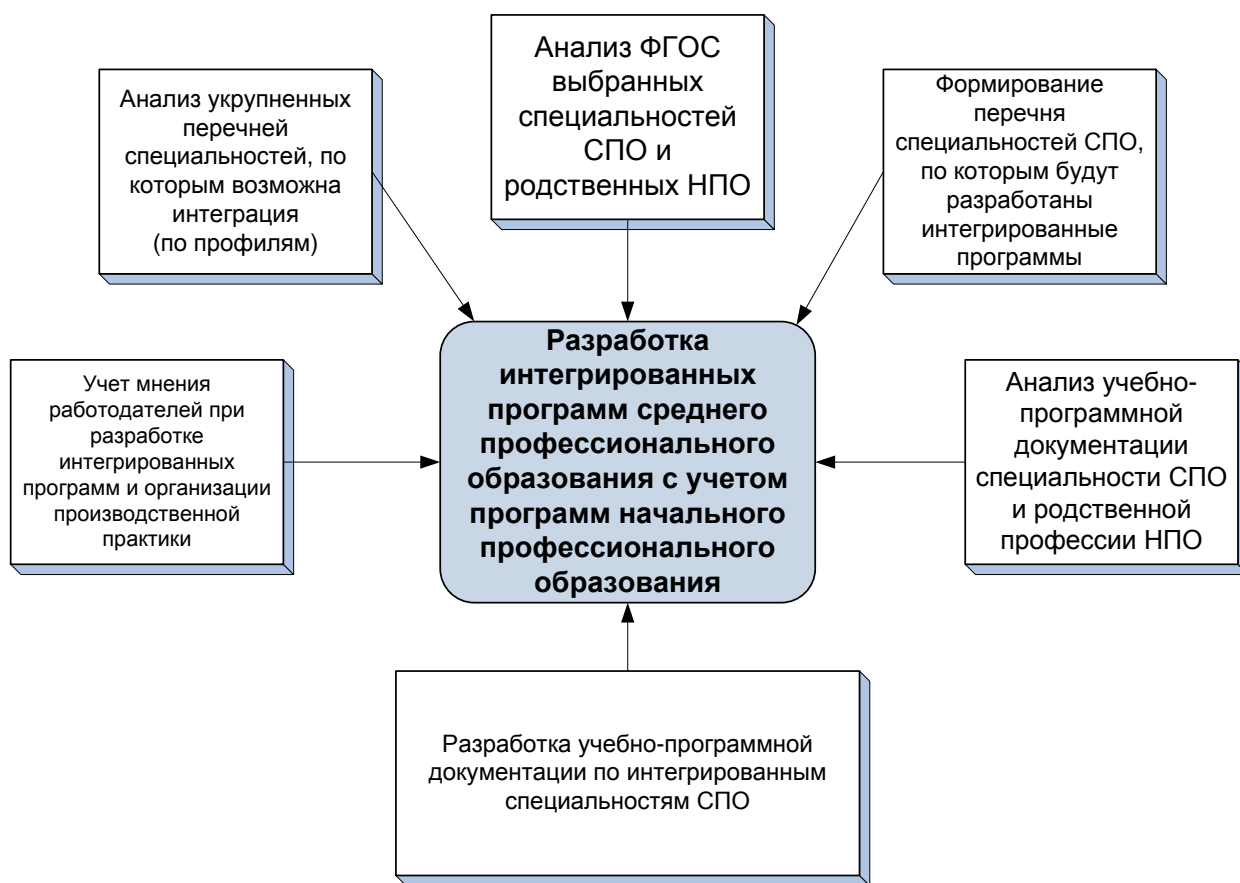 Анализ укрупненных
перечней
специальностей, по
которым возможна
интеграция
(по профилям)
Анализ ФГОС
выбранных
специальностей
СПО и
родственных НПО
Формирование
перечня
специальностей СПО,
по которым будут
разработаны
интегрированные
программы
Учет мнения
работодателей при
разработке
интегрированных
программ и организации
производственной
практики
Разработка
интегрированных
программ среднего
профессионального
образования с учетом
программ начального
профессионального
образования
Анализ учебно-
программной
документации
специальности СПО
и родственной
профессии НПО
Разработка учебно-программной
документации по интегрированным
специальностям СПО